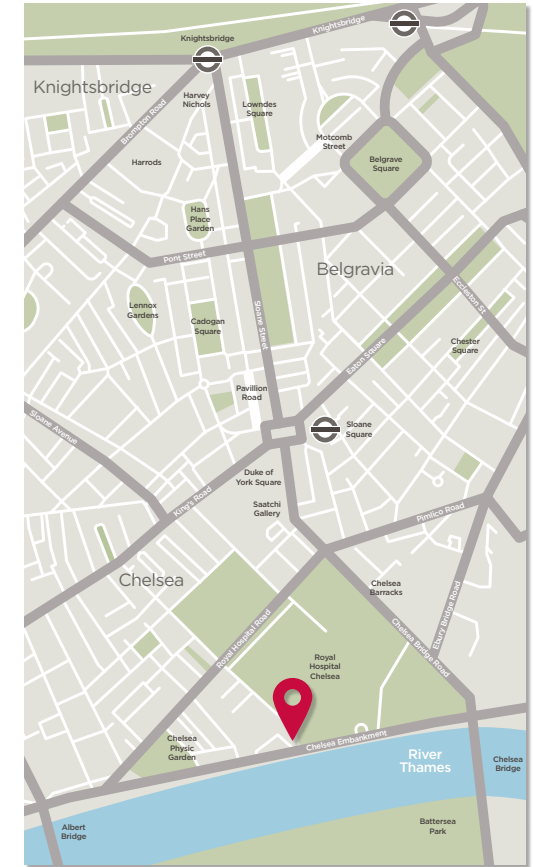 Knightsbridge
Knightsbridge
Knightsbridge
Harvey
Nichols
Lowndes
Square
Brompton Road
Motcomb
Street
Harrods
Belgrave
Square
Hans
Place
Garden
Pont Street
Belgravia
Eccleston St
Lennox
Gardens
Cadogan
Square
Sloane Street
Eaton Square
Chester
Square
Pavillion
Road
Sloane Avenue
Sloane
Square
Duke of
York Square
King's Road
Saatchi
Gallery
Pimlico Road
Chelsea
Chelsea
Barracks
Royal Hospital Road
Chelsea Bridge Road
Ebury Bridge Road
Royal
Hospital
Chelsea
Chelsea
Physic
Garden
Chelsea Embankment
River
Thames
Chelsea
Bridge
Albert
Bridge
Battersea
Park